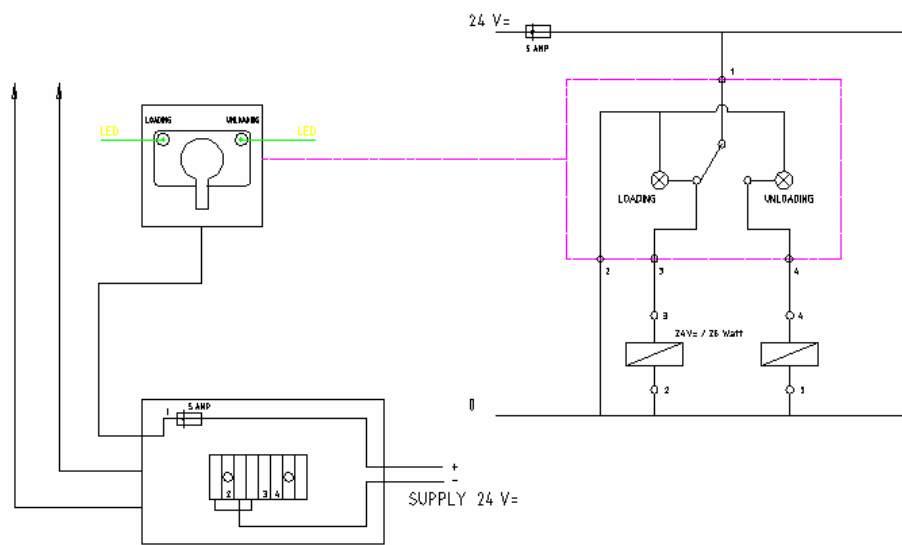 24 V=
5 AMP
1
LOADING
UNLOADING
LED
LED
LOADING
UNLOADING
2
3
4
3
24V= / 26 Watt
4
2
3
0
1
5 AMP
2
3
4
+
-
SUPPLY 24 V=